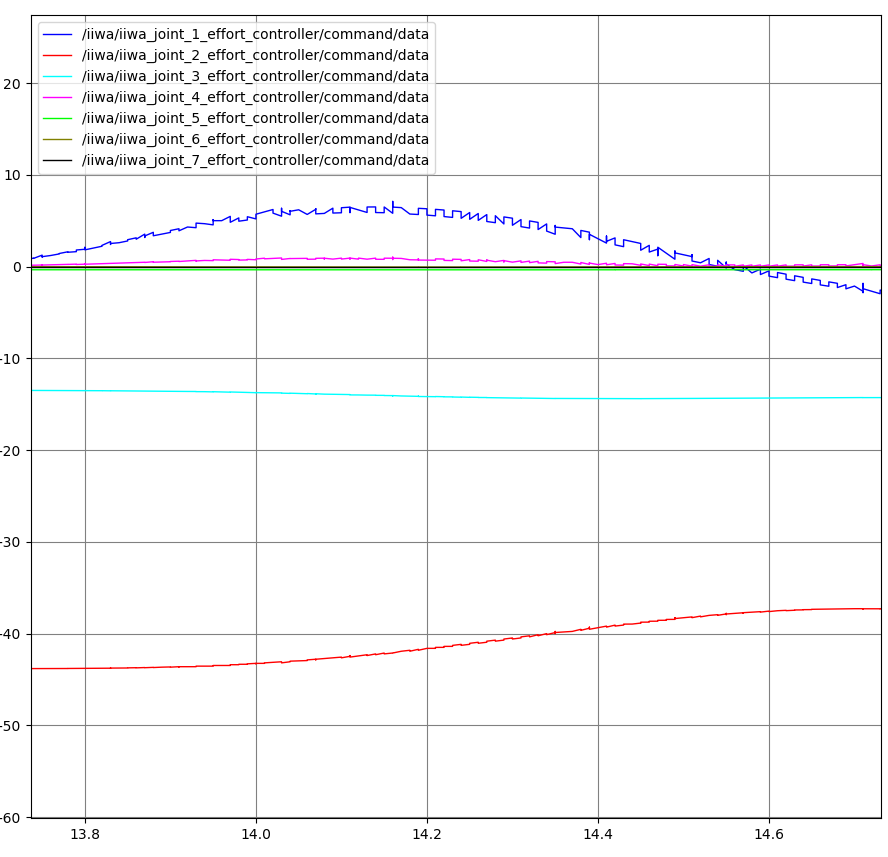 /iiwa/iiwa_joint_1_effort_controller/command/data
/iiwa/iiwa_joint_2_effort_controller/command/data
/iiwa/iiwa_joint_3_effort_controller/command/data
/iiwa/iiwa_joint_4_effort_controller/command/data
/iiwa/iiwa_joint_5_effort_controller/command/data
/iiwa/iiwa_joint_6_effort_controller/command/data
/iiwa/iiwa_joint_7_effort_controller/command/data
20
10
0
-10
-20
-30
-40
-50
-60
13.8 14.0 14.2 14.4 14.6